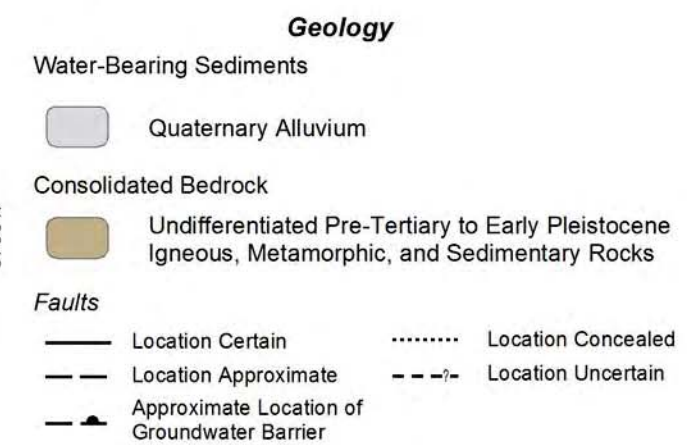 Geology
Water-Bearing Sediments
Quaternary Alluvium
Consolidated Bedrock
Undifferentiated Pre-Tertiary to Early Pleistocene
Igneous, Metamorphic, and Sedimentary Rocks
Faults
Location Certain
Location Concealed
Location Approximate
?
Location Uncertain
Approximate Location of
Groundwater Barrier